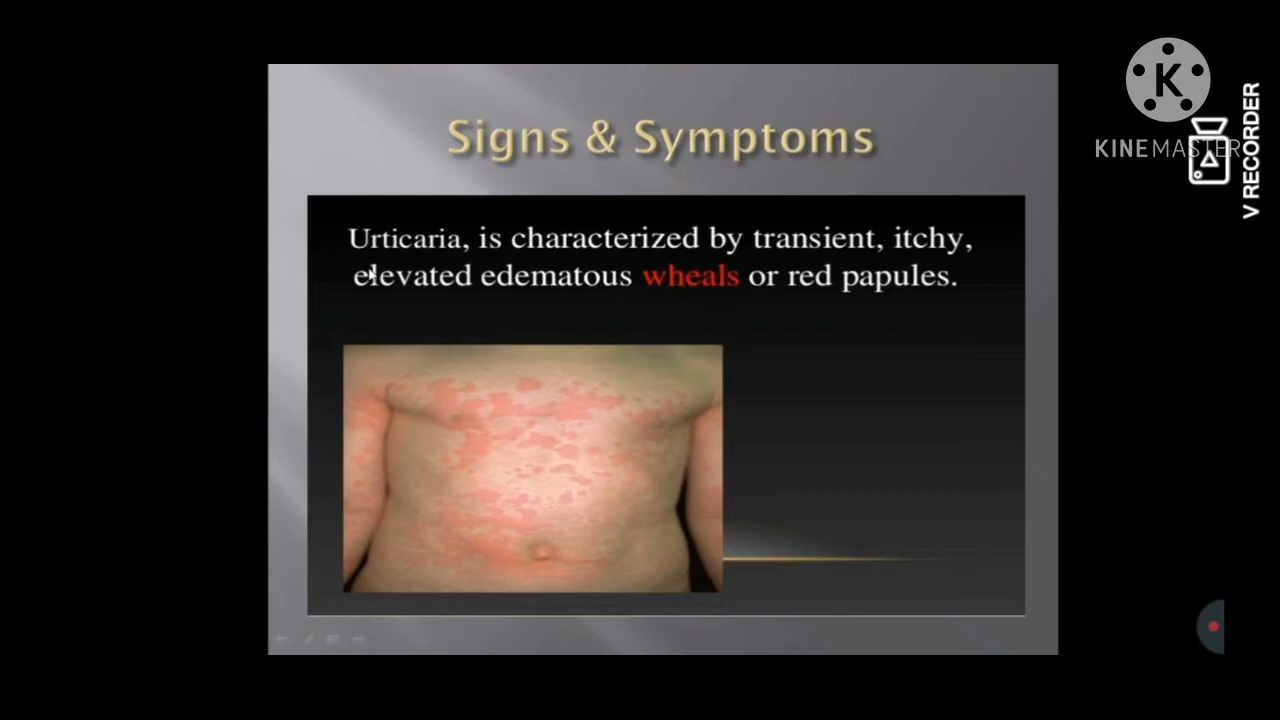 Signs & Symptoms
Urticaria, is characterized by transient, itchy,
elevated edematous wheals or red papules.
K
KINEMASTER
V RECORDER